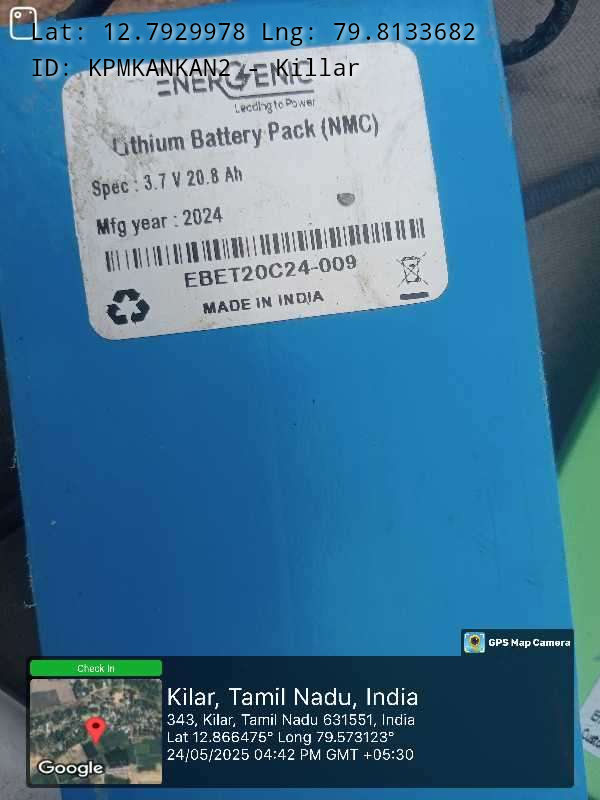 Lat: 12.7929978 Lng: 79.8133682
ID: KPMKANKAN2 - Killar
ENERGENIC
Leading to Power
Lithium Battery Pack (NMC)
Spec : 3.7 V 20.8 Ah
Mfg year : 2024
EBET20C24-009
MADE IN INDIA
GPS Map Camera
Check In
Kilar, Tamil Nadu, India
343, Kilar, Tamil Nadu 631551, India
Lat 12.866475° Long 79.573123°
24/05/2025 04:42 PM GMT +05:30
Google